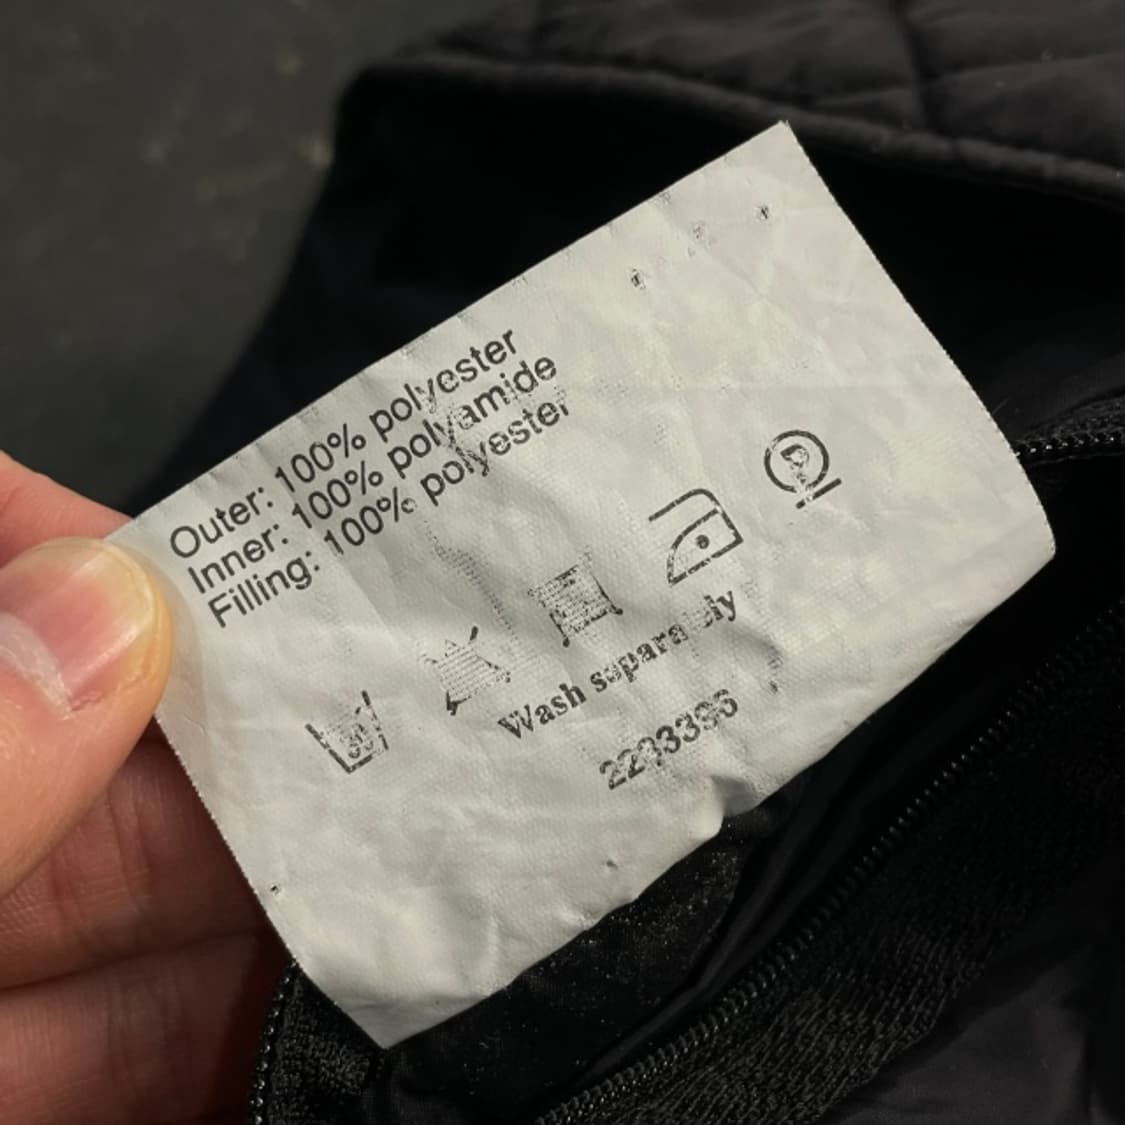 Outer: 100% polyester
Inner: 100% polyamide
Filling: 100% polyester
30
P
Wash separately